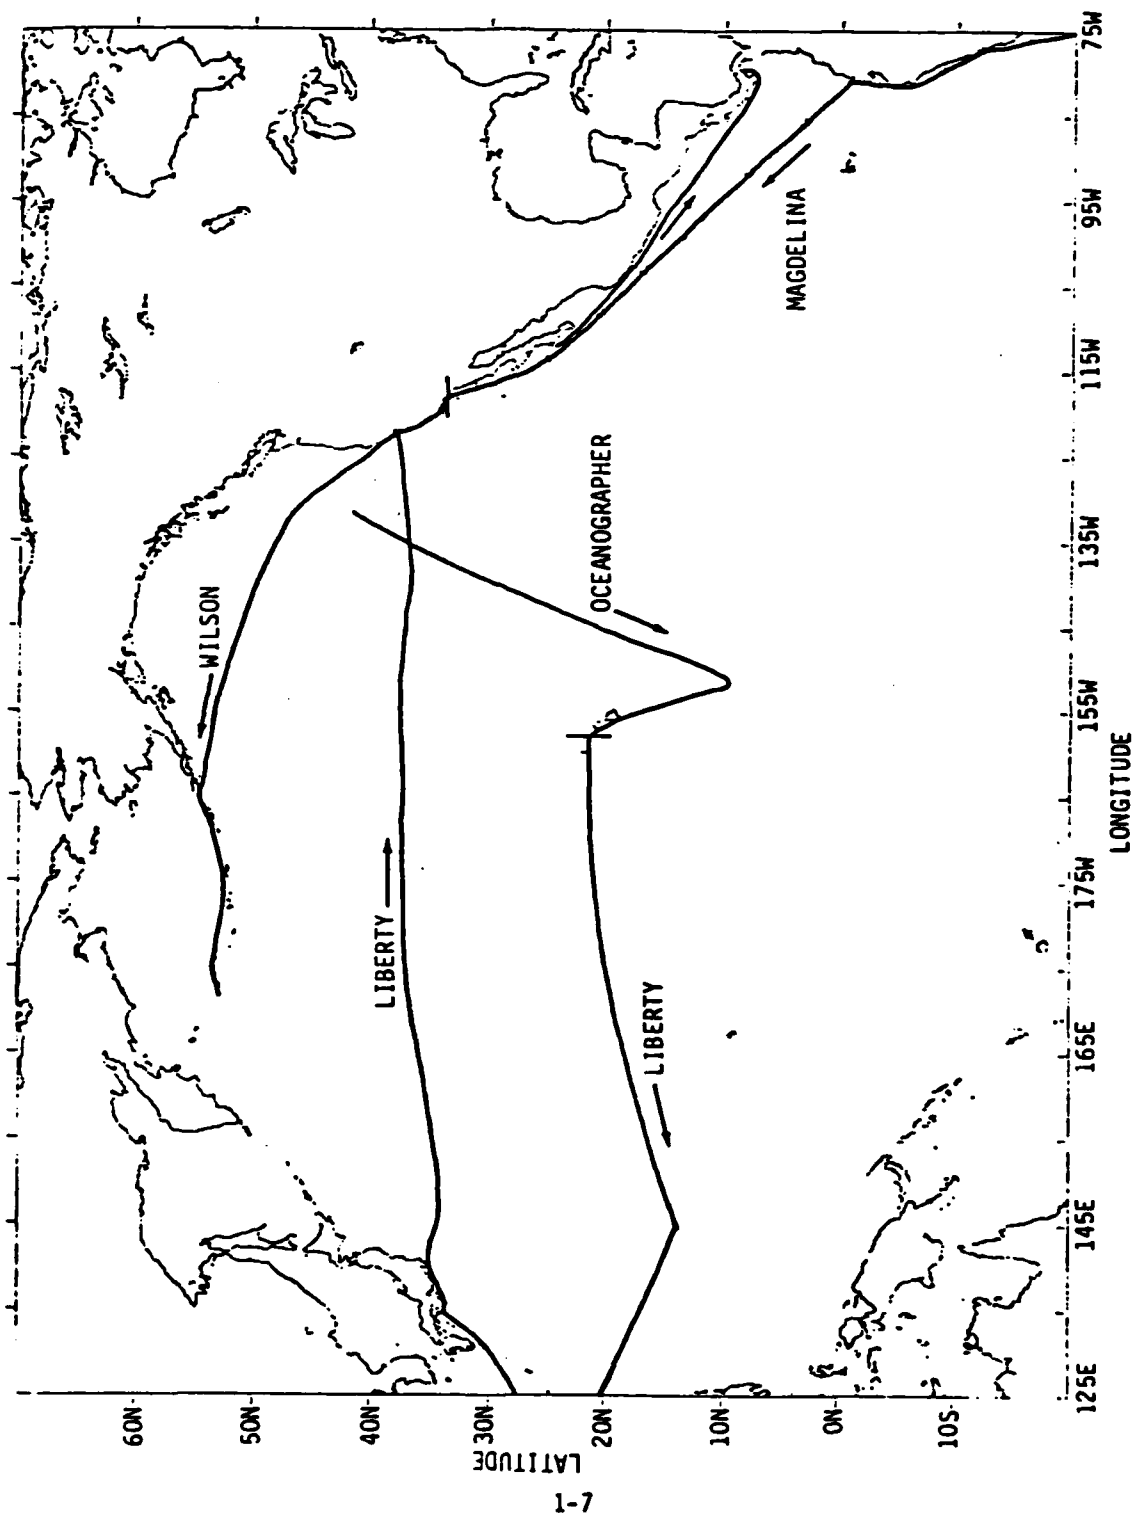 60N
50N
40N
30N
20N
10N
0N
10S
LATITUDE
125E
145E
165E
175W
155W
135W
115W
95W
75W
LONGITUDE
WILSON
LIBERTY
LIBERTY
OCEANOGRAPHER
MAGDELINA
1-7